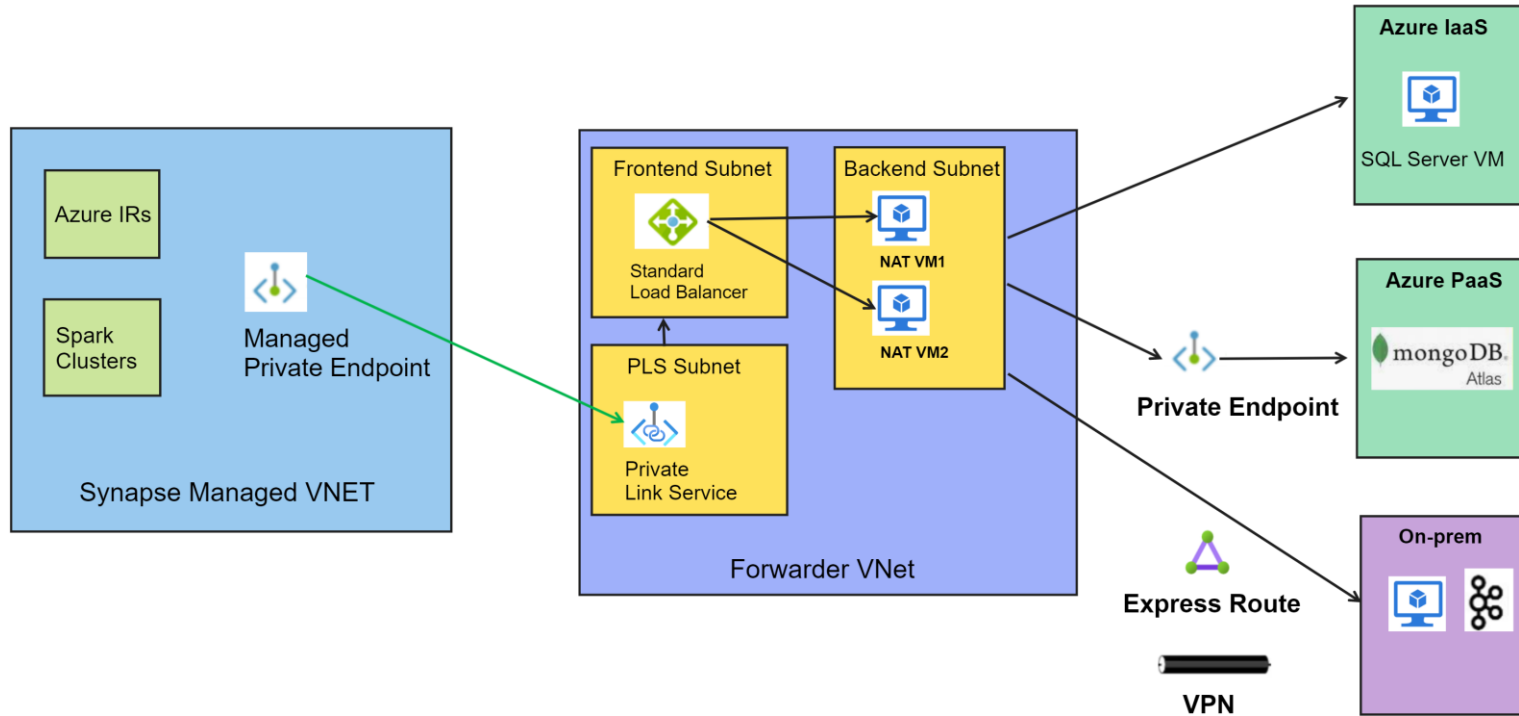 Azure IRs
Spark
Clusters
Managed
Private Endpoint
Synapse Managed VNET
Frontend Subnet
Standard
Load Balancer
PLS Subnet
Private
Link Service
Backend Subnet
NAT VM1
NAT VM2
Forwarder VNet
Private Endpoint
Express Route
VPN
Azure IaaS
SQL Server VM
Azure PaaS
mongoDB.
Atlas
On-prem